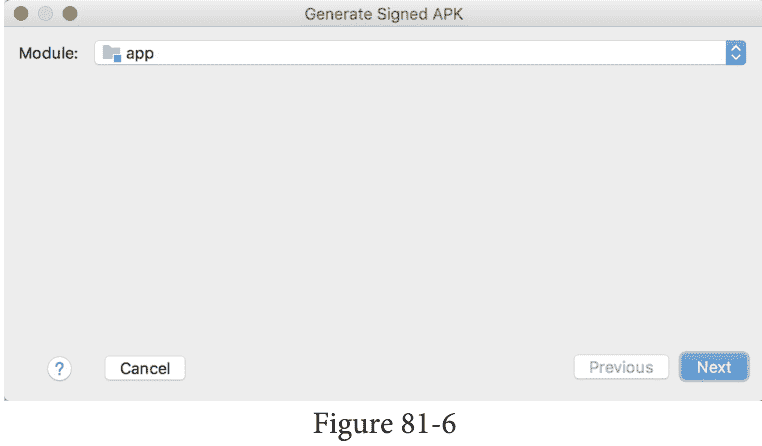 Generate Signed APK
Module: app
? Cancel Previous Next
Figure 81-6